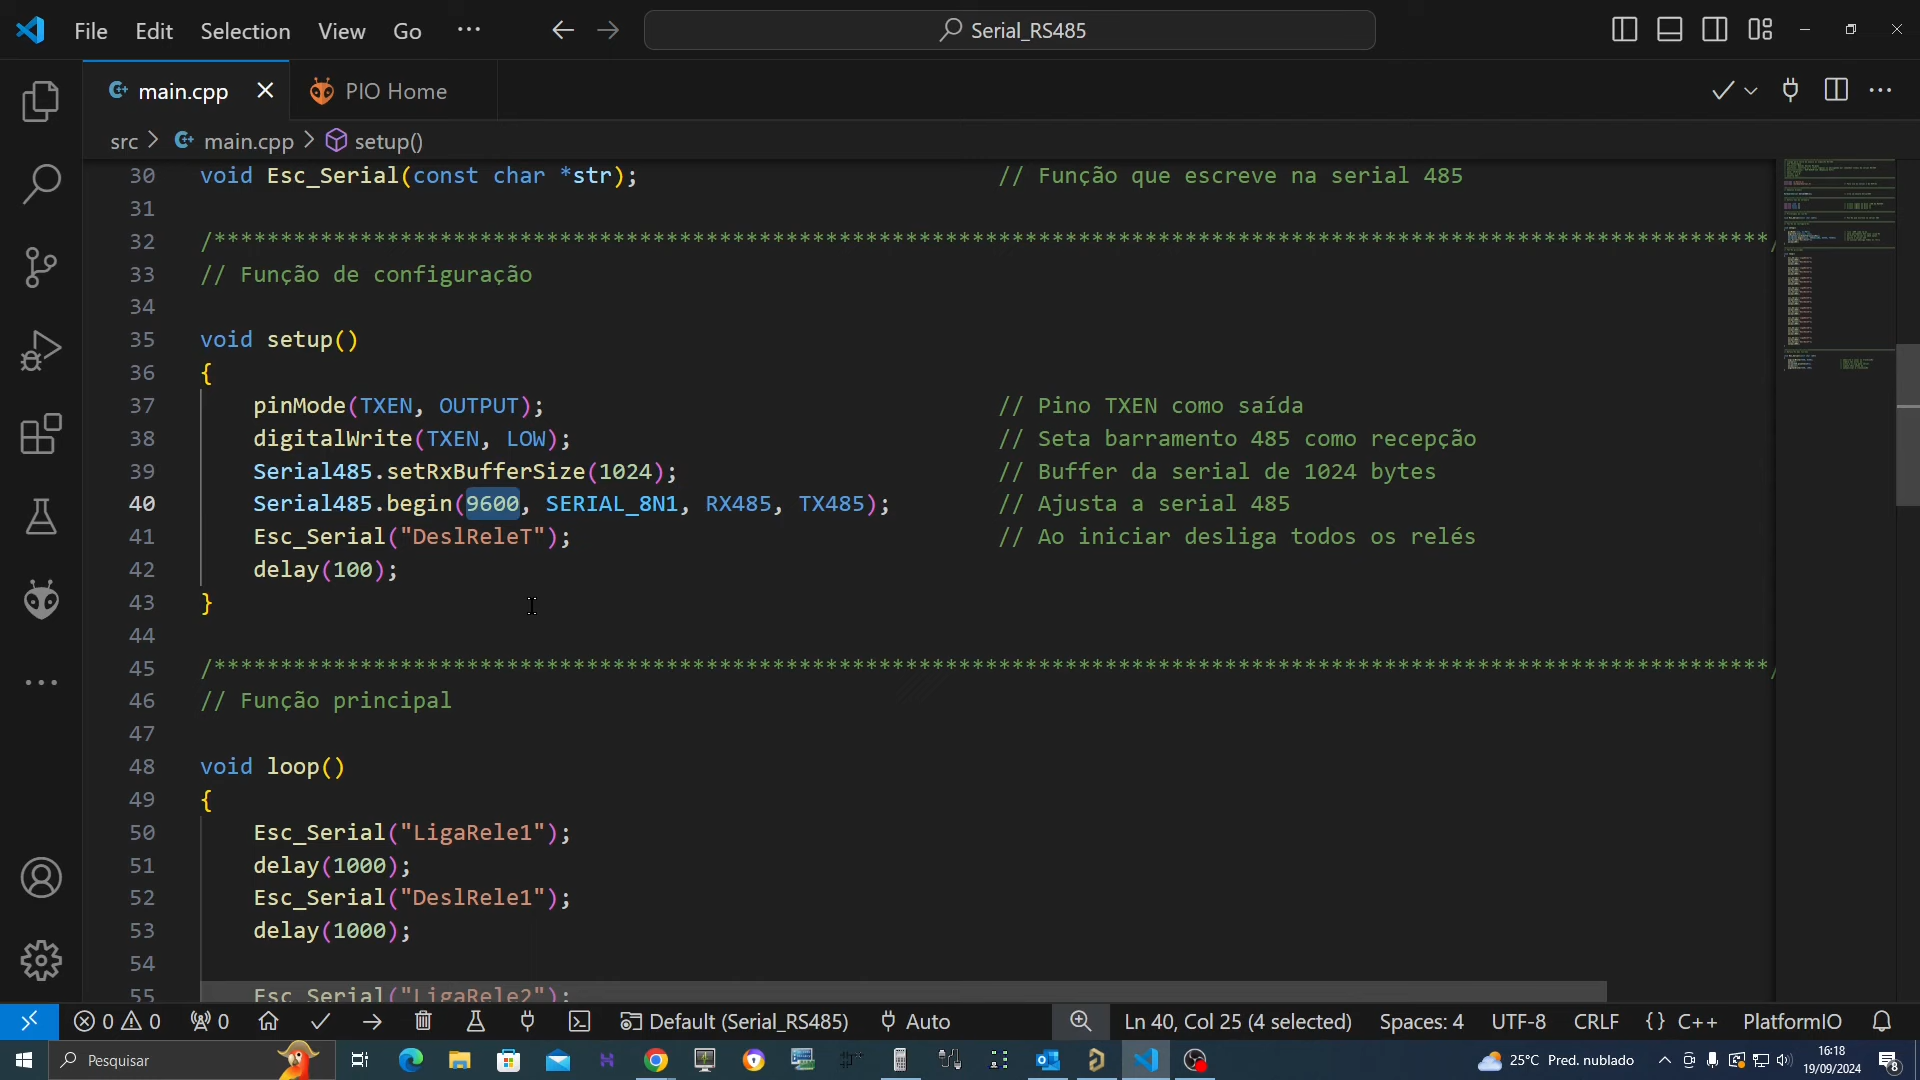 File Edit Selection View Go ··· Serial_RS485
main.cpp PIO Home
src > main.cpp > setup()
30 void Esc_Serial(const char *str); // Função que escreve na serial 485
31
32 /*********************************************************************************************************************/
33 // Função de configuração
34
35 void setup()
36 {
37 pinMode(TXEN, OUTPUT); // Pino TXEN como saída
38 digitalWrite(TXEN, LOW); // Seta barramento 485 como recepção
39 Serial485.setRxBufferSize(1024); // Buffer da serial de 1024 bytes
40 Serial485.begin(9600, SERIAL_8N1, RX485, TX485); // Ajusta a serial 485
41 Esc_Serial("DeslReleT"); // Ao iniciar desliga todos os relés
42 delay(100);
43 }
44
45 /*********************************************************************************************************************/
46 // Função principal
47
48 void loop()
49 {
50 Esc_Serial("LigaRele1");
51 delay(1000);
52 Esc_Serial("DeslRele1");
53 delay(1000);
54
55 Esc_Serial("LigaRele2");
0 0 0 Default (Serial_RS485) Auto Ln 40, Col 25 (4 selected) Spaces: 4 UTF-8 CRLF {} C++ PlatformIO
Pesquisar 25°C Pred. nublado 16:18
19/09/2024 8